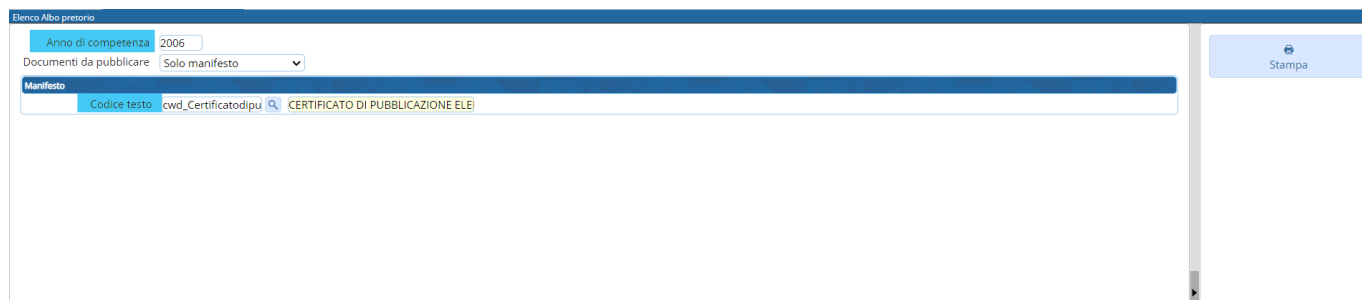 Elenco Albo pretorio
Anno di competenza 2006
Documenti da pubblicare Solo manifesto
Stampa
Manifesto
Codice testo cwd_Certificatodipu CERTIFICATO DI PUBBLICAZIONE ELE